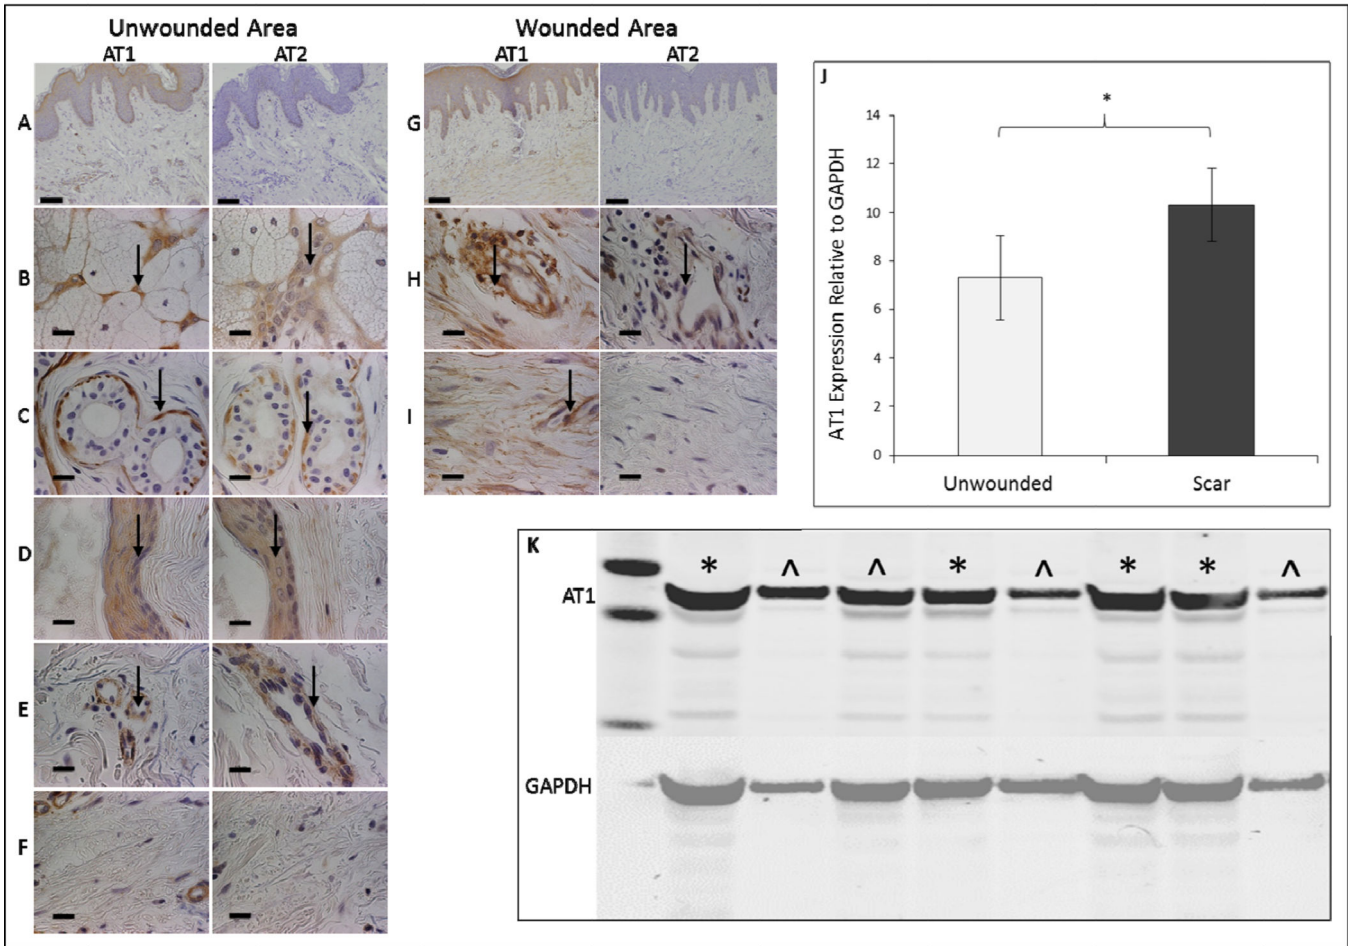 Unwounded Area
AT1 AT2
A
B
C
D
E
F
Wounded Area
AT1 AT2
G
H
I
J
*
AT1 Expression Relative to GAPDH
14
12
10
8
6
4
2
0
Unwounded Scar
K
* ^ ^ * ^ * * ^
AT1
GAPDH